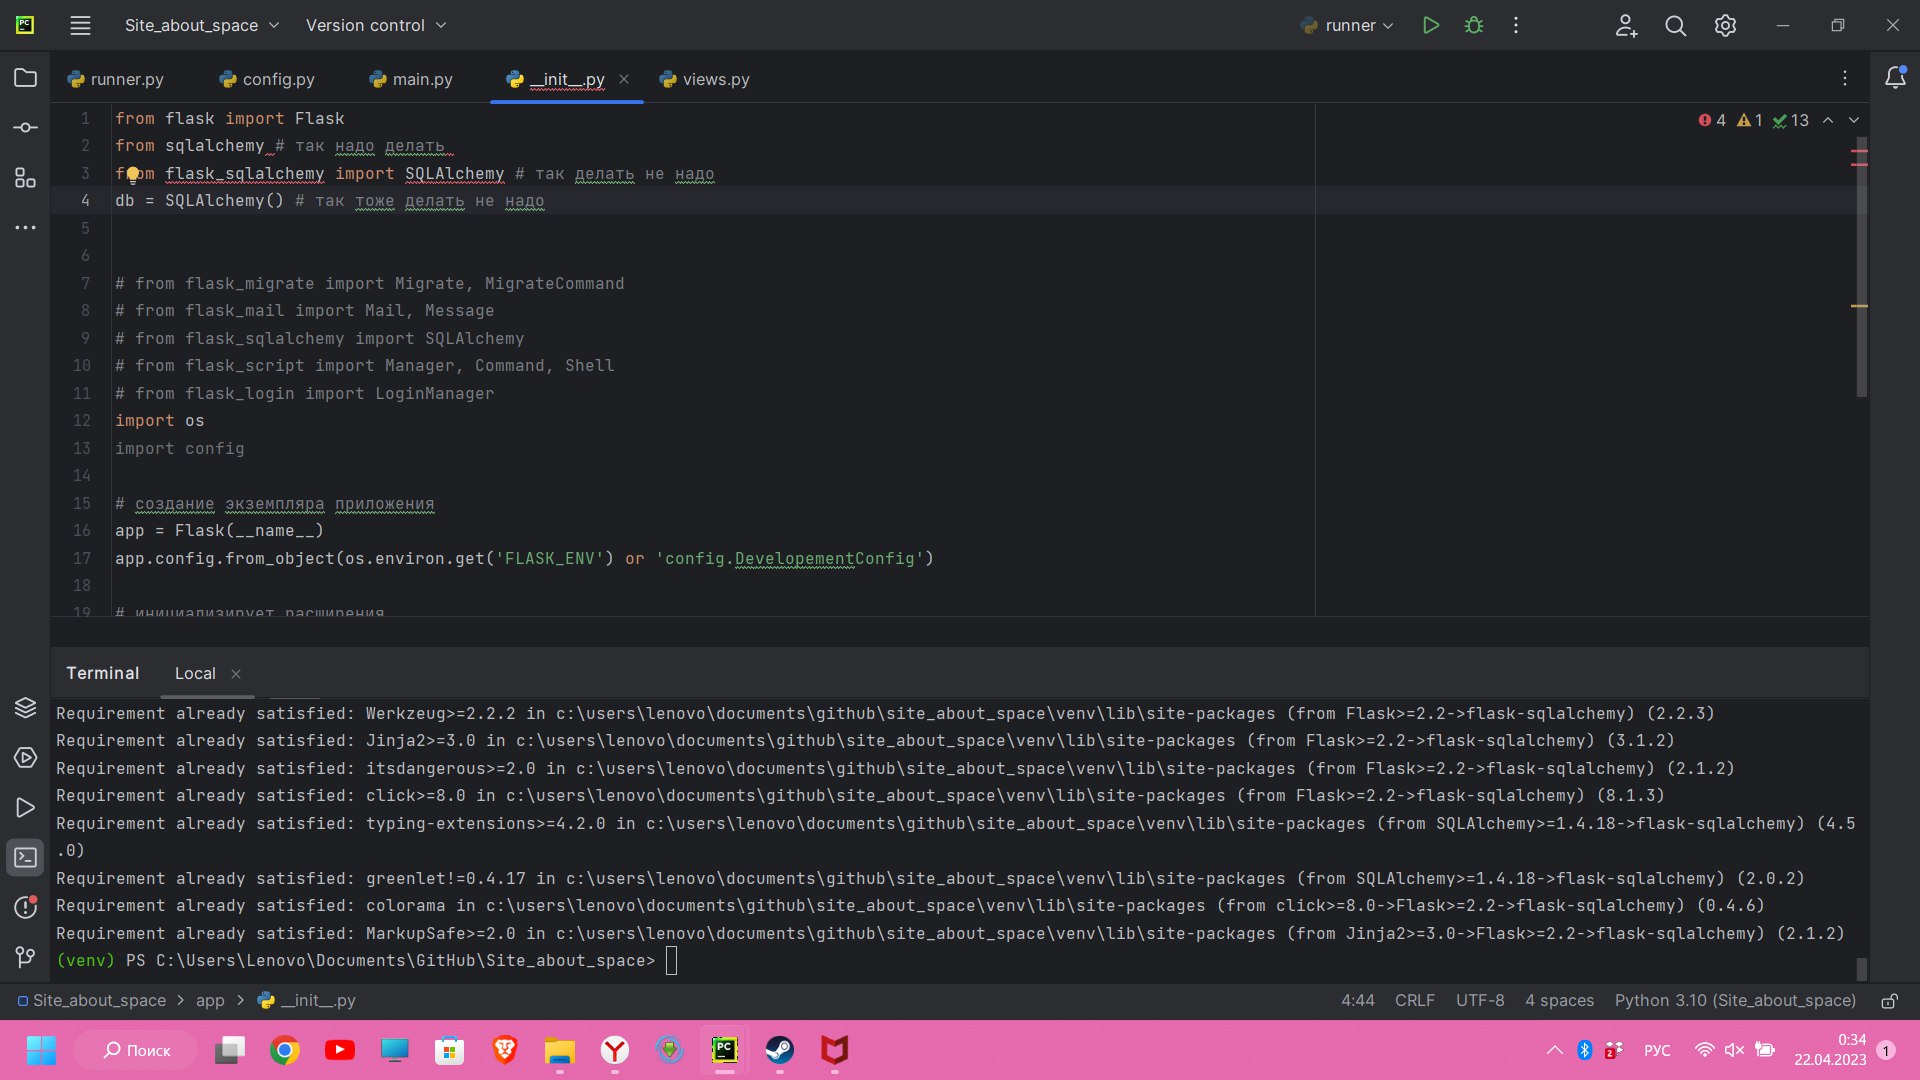 Site_about_space Version control runner
runner.py config.py main.py __init__.py views.py
1 from flask import Flask 4 1 13
2 from sqlalchemy # так надо делать
3 from flask_sqlalchemy import SQLAlchemy # так делать не надо
4 db = SQLAlchemy() # так тоже делать не надо
5
6
7 # from flask_migrate import Migrate, MigrateCommand
8 # from flask_mail import Mail, Message
9 # from flask_sqlalchemy import SQLAlchemy
10 # from flask_script import Manager, Command, Shell
11 # from flask_login import LoginManager
12 import os
13 import config
14
15 # создание экземпляра приложения
16 app = Flask(__name__)
17 app.config.from_object(os.environ.get('FLASK_ENV') or 'config.DevelopementConfig')
18
19 # инициализирует расширения
Terminal Local
Requirement already satisfied: Werkzeug>=2.2.2 in c:\users\lenovo\documents\github\site_about_space\venv\lib\site-packages (from Flask>=2.2->flask-sqlalchemy) (2.2.3)
Requirement already satisfied: Jinja2>=3.0 in c:\users\lenovo\documents\github\site_about_space\venv\lib\site-packages (from Flask>=2.2->flask-sqlalchemy) (3.1.2)
Requirement already satisfied: itsdangerous>=2.0 in c:\users\lenovo\documents\github\site_about_space\venv\lib\site-packages (from Flask>=2.2->flask-sqlalchemy) (2.1.2)
Requirement already satisfied: click>=8.0 in c:\users\lenovo\documents\github\site_about_space\venv\lib\site-packages (from Flask>=2.2->flask-sqlalchemy) (8.1.3)
Requirement already satisfied: typing-extensions>=4.2.0 in c:\users\lenovo\documents\github\site_about_space\venv\lib\site-packages (from SQLAlchemy>=1.4.18->flask-sqlalchemy) (4.5
.0)
Requirement already satisfied: greenlet!=0.4.17 in c:\users\lenovo\documents\github\site_about_space\venv\lib\site-packages (from SQLAlchemy>=1.4.18->flask-sqlalchemy) (2.0.2)
Requirement already satisfied: colorama in c:\users\lenovo\documents\github\site_about_space\venv\lib\site-packages (from click>=8.0->Flask>=2.2->flask-sqlalchemy) (0.4.6)
Requirement already satisfied: MarkupSafe>=2.0 in c:\users\lenovo\documents\github\site_about_space\venv\lib\site-packages (from Jinja2>=3.0->Flask>=2.2->flask-sqlalchemy) (2.1.2)
(venv) PS C:\Users\Lenovo\Documents\GitHub\Site_about_space>
Site_about_space > app > __init__.py 4:44 CRLF UTF-8 4 spaces Python 3.10 (Site_about_space)
Поиск РУС 0:34
22.04.2023 1